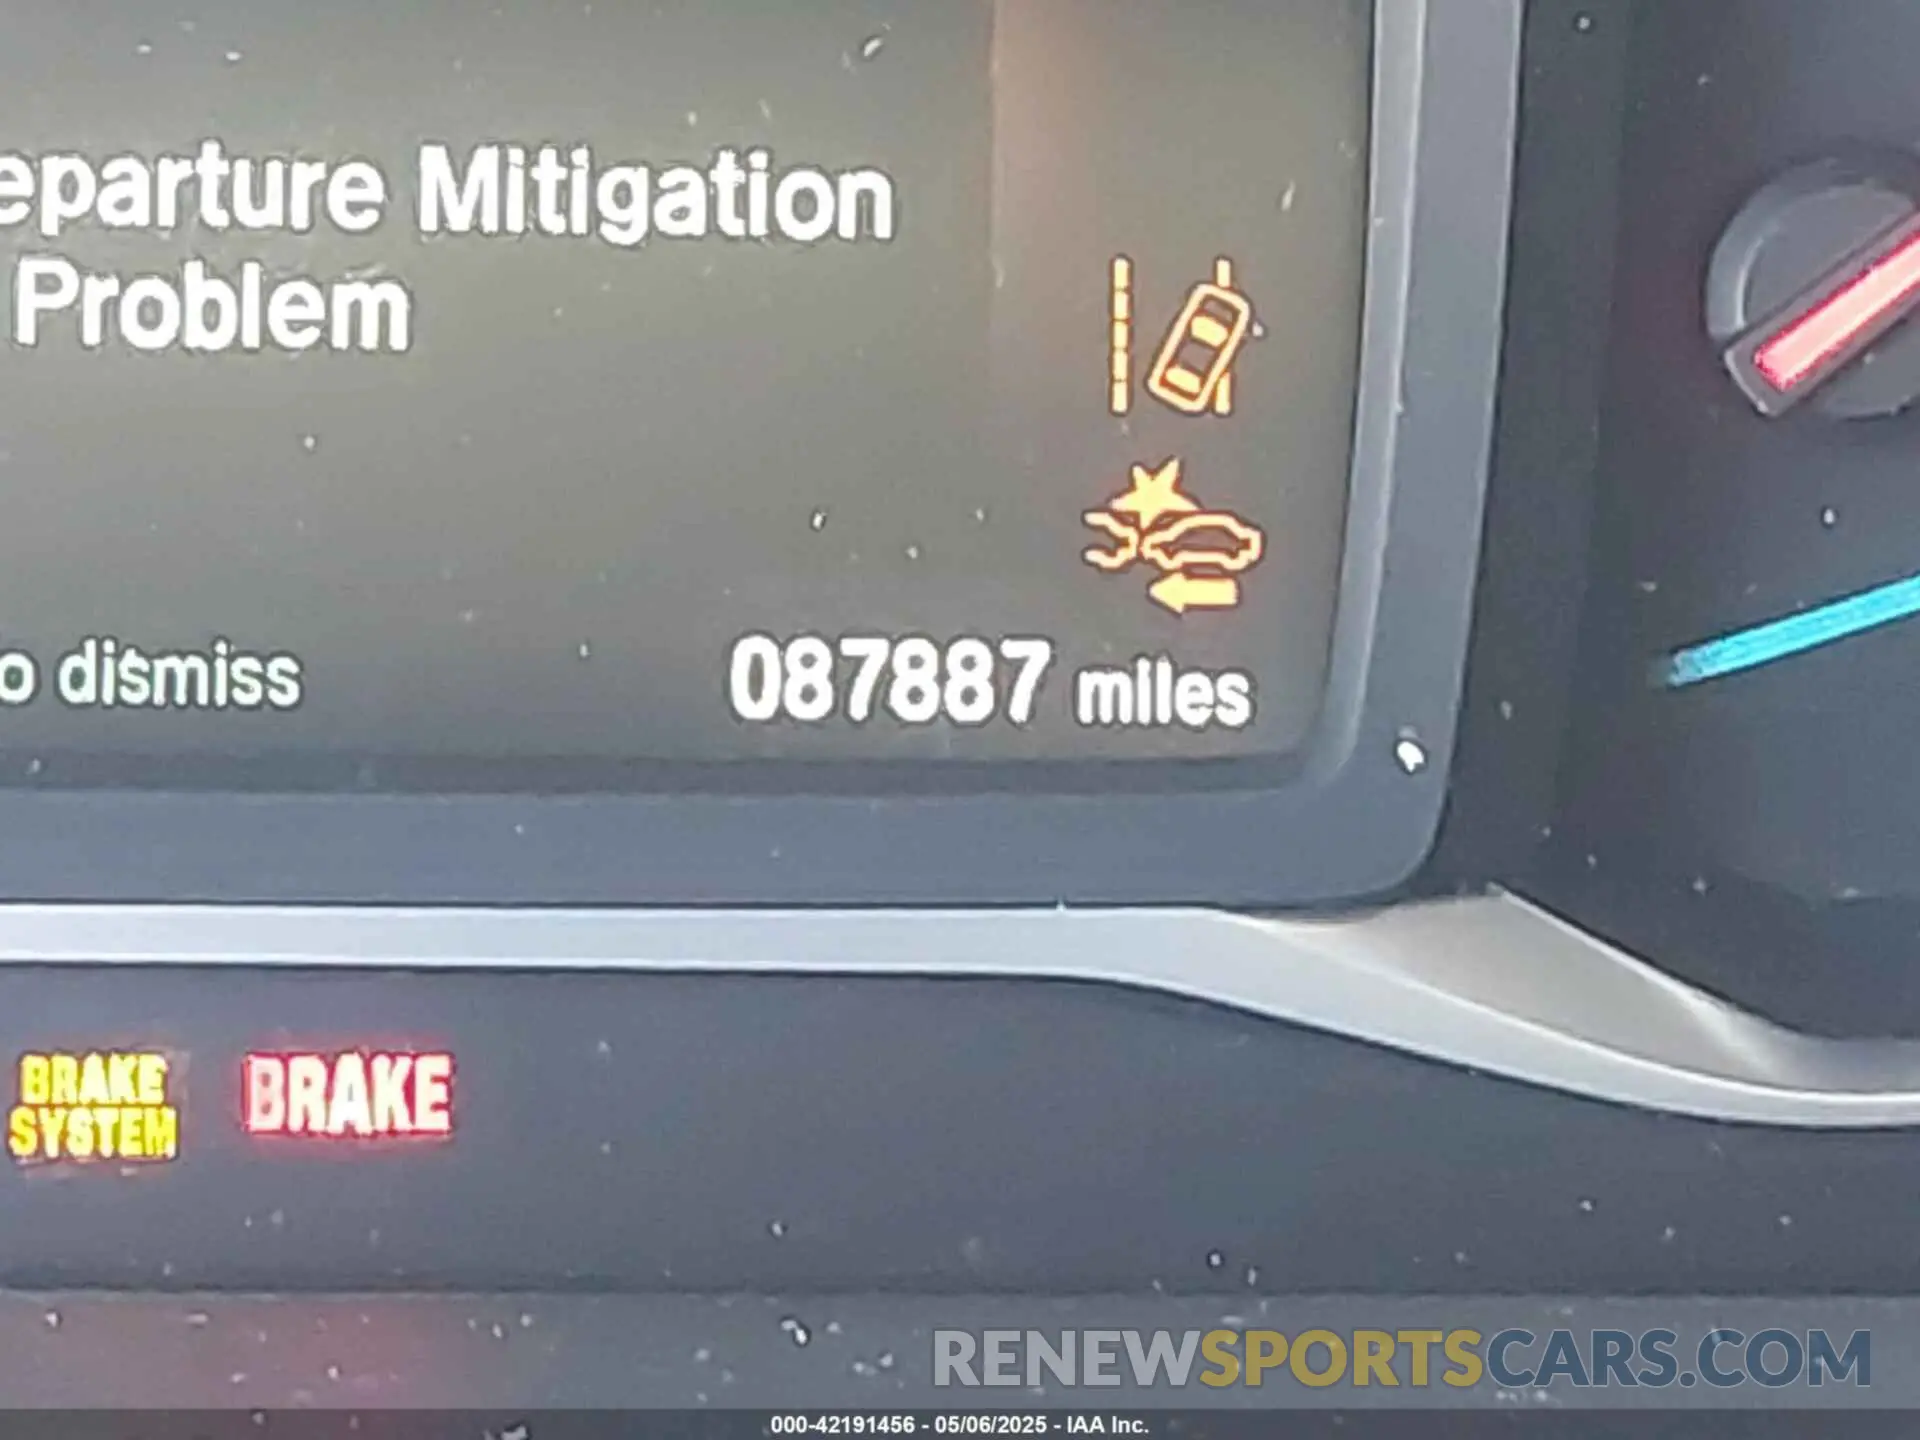 eparture Mitigation
Problem
o dismiss
087887 miles
BRAKE
SYSTEM
BRAKE
RENEWSPORTSCARS.COM
000-42191456 - 05/06/2025 - IAA Inc.